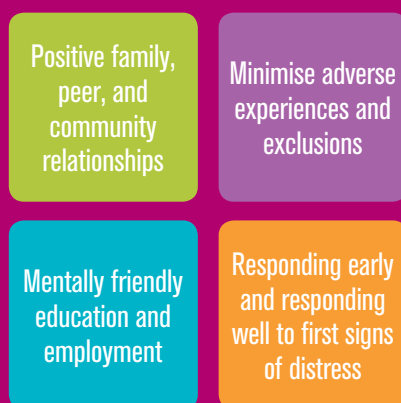 Positive family,
peer, and
community
relationships
Minimise adverse
experiences and
exclusions
Mentally friendly
education and
employment
Responding early
and responding
well to first signs
of distress